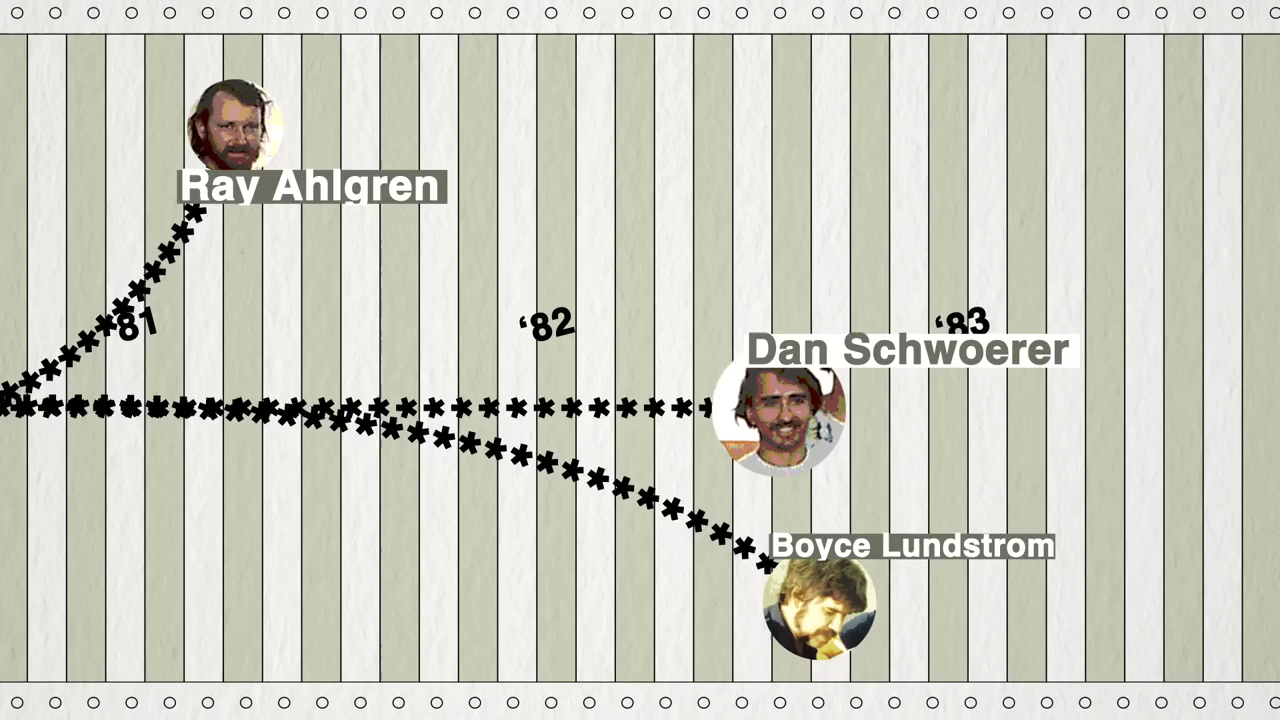 Ray Ahlgren
‘81
‘82
‘83
Dan Schwoerer
Boyce Lundstrom